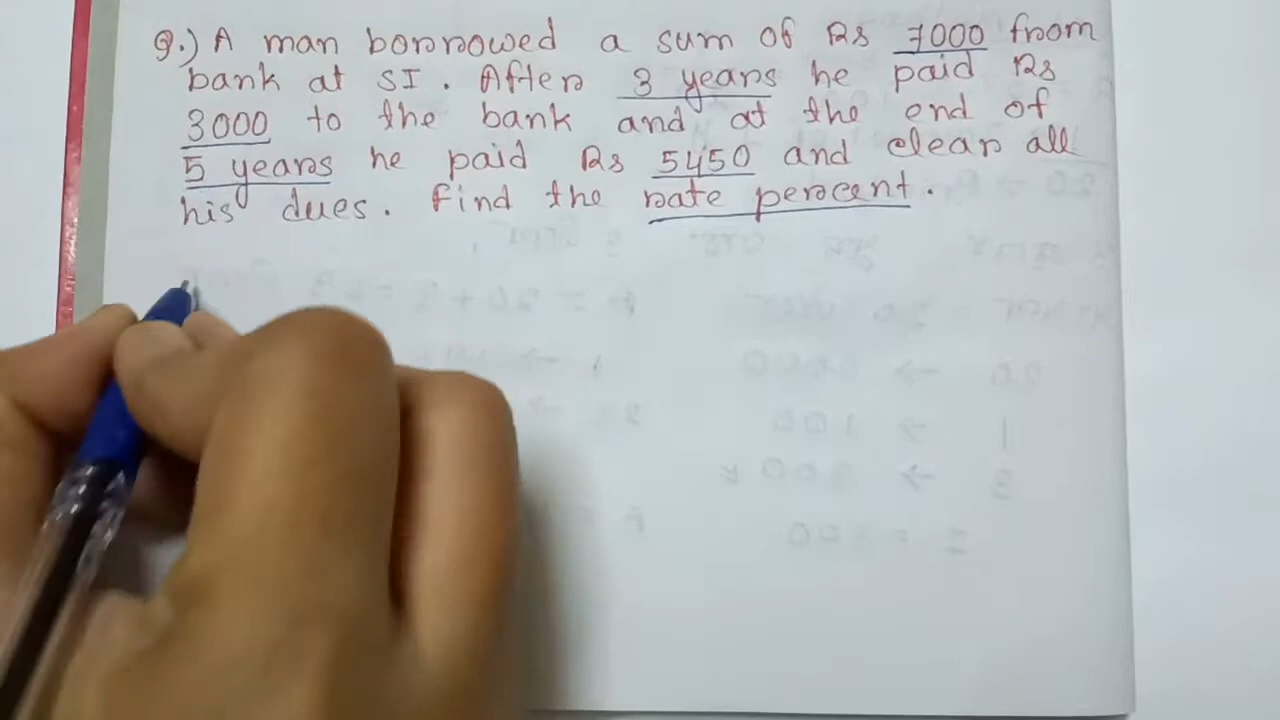 Q.) A man borrowed a sum of Rs 7000 from
bank at SI. After 3 years he paid Rs
3000 to the bank and at the end of
5 years he paid Rs 5450 and clear all
his dues. Find the rate percent.